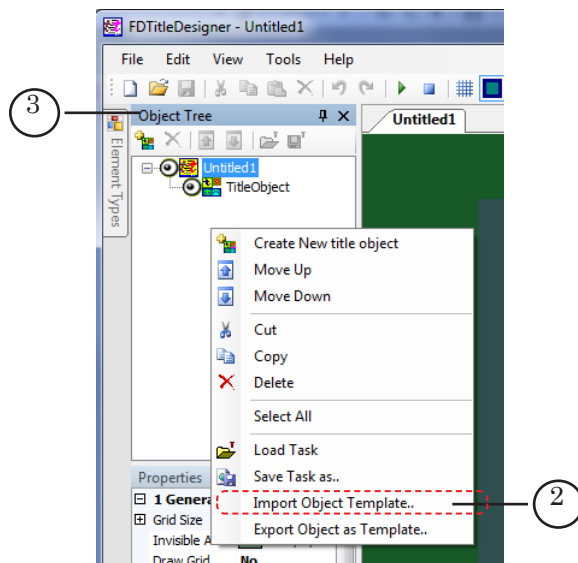 FDTitleDesigner - Untitled1
File Edit View Tools Help
3
Object Tree
Untitled1
Element Types
Untitled1
TitleObject
Create New title object
Move Up
Move Down
Cut
Copy
Delete
Select All
Load Task
Save Task as..
Import Object Template..
2
Export Object as Template..
Properties
1 Genera
Grid Size
Invisible A
Draw Grid No